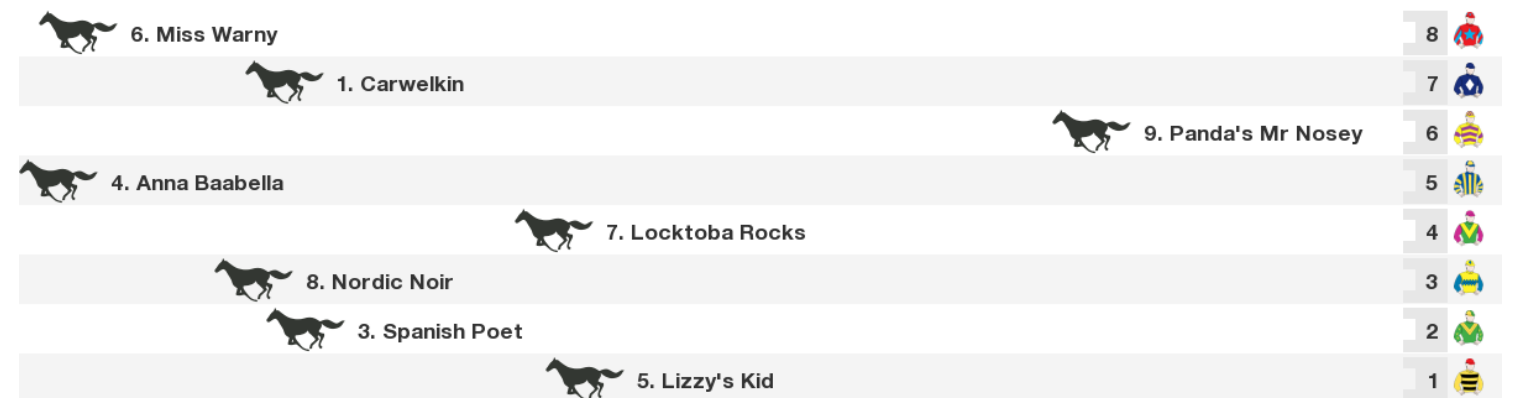 6. Miss Warny 8
1. Carwelkin 7
9. Panda's Mr Nosey 6
4. Anna Baabella 5
7. Locktoba Rocks 4
8. Nordic Noir 3
3. Spanish Poet 2
5. Lizzy's Kid 1